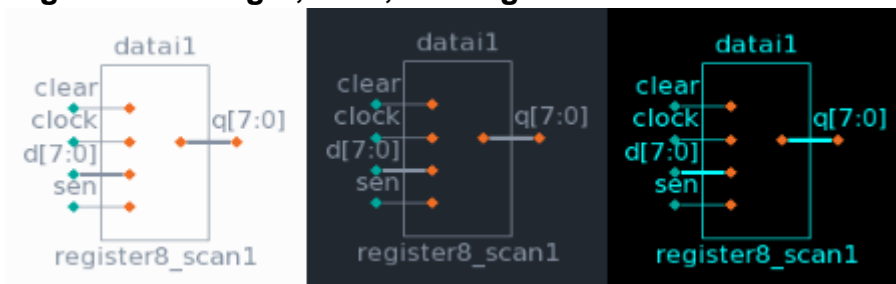 datai1
clear
clock
d[7:0]
sen
q[7:0]
register8_scan1
datai1
clear
clock
d[7:0]
sen
q[7:0]
register8_scan1
datai1
clear
clock
d[7:0]
sen
q[7:0]
register8_scan1